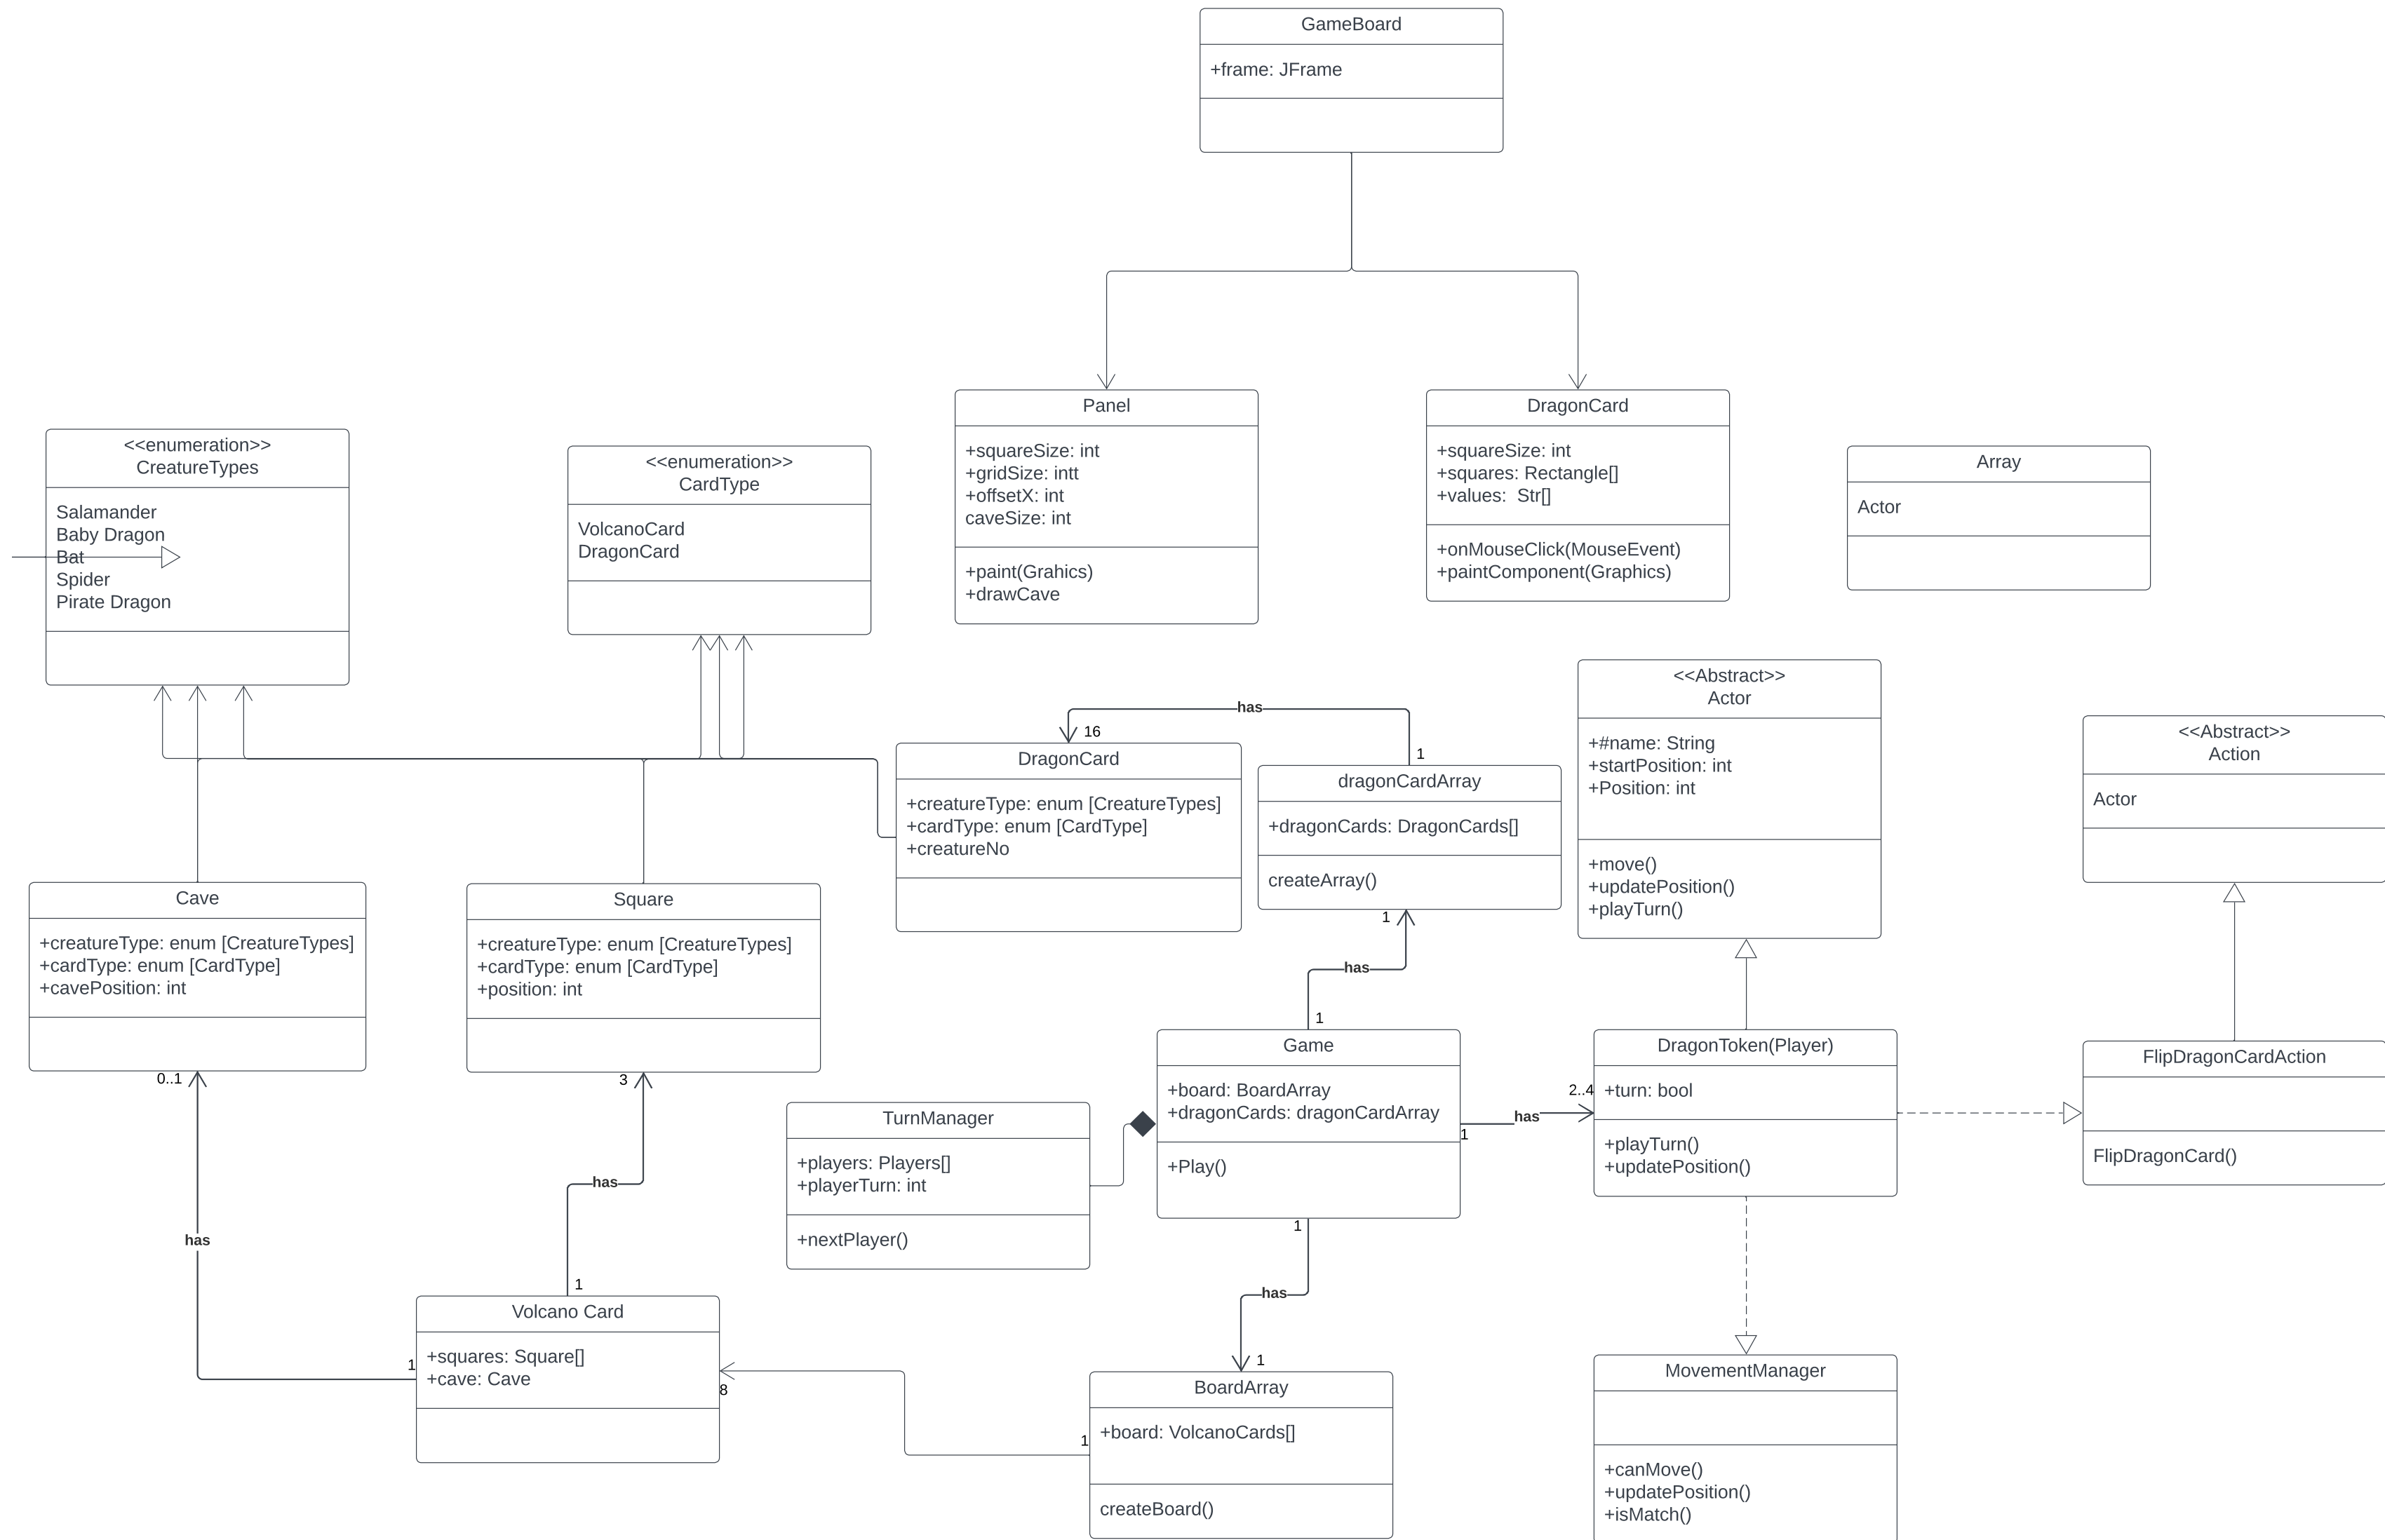 GameBoard
+frame: JFrame
Panel
+squareSize: int
+gridSize: intt
+offsetX: int
caveSize: int
+paint(Grahics)
+drawCave
DragonCard
+squareSize: int
+squares: Rectangle[]
+values:  Str[]
+onMouseClick(MouseEvent)
+paintComponent(Graphics)
<<enumeration>>
CreatureTypes
Salamander
Baby Dragon
Bat
Spider
Pirate Dragon
<<enumeration>>
CardType
VolcanoCard
DragonCard
Array
Actor
<<Abstract>>
Actor
+#name: String
+startPosition: int
+Position: int
+move()
+updatePosition()
+playTurn()
<<Abstract>>
Action
Actor
has
16
1
DragonCard
+creatureType: enum [CreatureTypes]
+cardType: enum [CardType]
+creatureNo
dragonCardArray
+dragonCards: DragonCards[]
createArray()
1
has
1
Cave
+creatureType: enum [CreatureTypes]
+cardType: enum [CardType]
+cavePosition: int
0..1
has
1
Square
+creatureType: enum [CreatureTypes]
+cardType: enum [CardType]
+position: int
3
has
1
TurnManager
+players: Players[]
+playerTurn: int
+nextPlayer()
Game
+board: BoardArray
+dragonCards: dragonCardArray
+Play()
1
has
2..4
DragonToken(Player)
+turn: bool
+playTurn()
+updatePosition()
FlipDragonCardAction
FlipDragonCard()
1
has
1
Volcano Card
+squares: Square[]
+cave: Cave
8
1
BoardArray
+board: VolcanoCards[]
createBoard()
MovementManager
+canMove()
+updatePosition()
+isMatch()